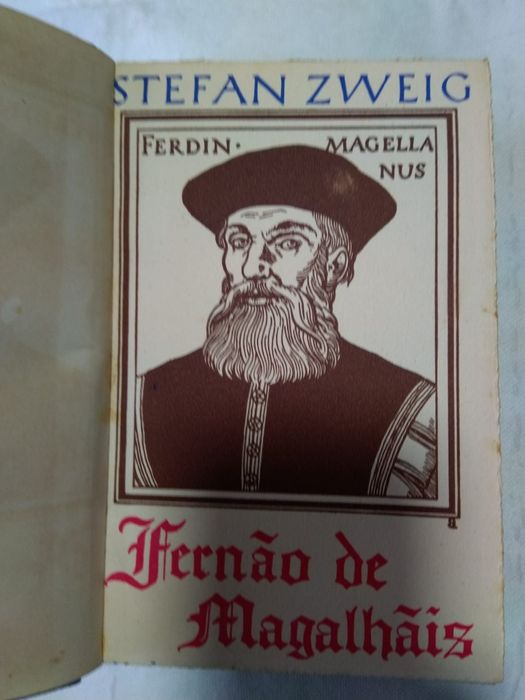 STEFAN ZWEIG
FERDIN· MAGELLA
NUS
Fernão de
Magalhãis